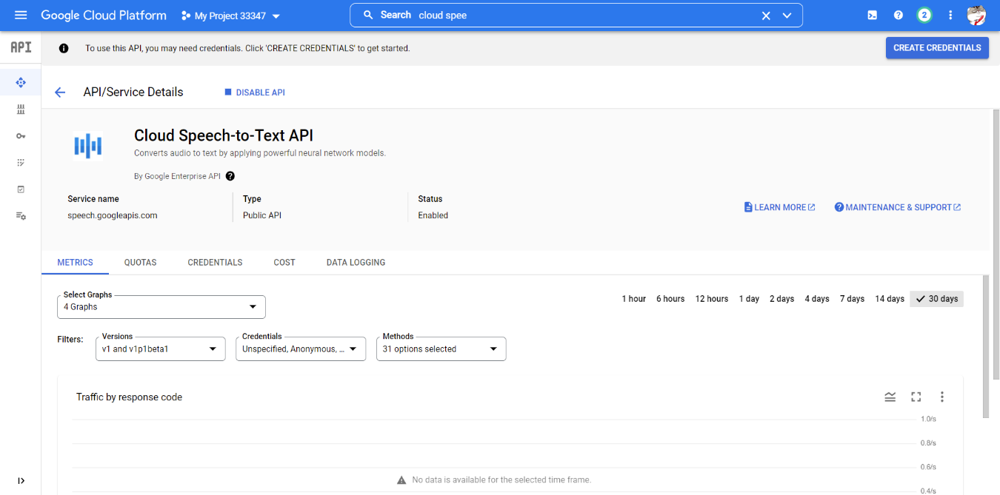 Google Cloud Platform
My Project 33347
Search cloud spee
2
API
To use this API, you may need credentials. Click 'CREATE CREDENTIALS' to get started.
CREATE CREDENTIALS
API/Service Details
DISABLE API
Cloud Speech-to-Text API
Converts audio to text by applying powerful neural network models.
By Google Enterprise API
Service name
speech.googleapis.com
Type
Public API
Status
Enabled
LEARN MORE
MAINTENANCE & SUPPORT
METRICS QUOTAS CREDENTIALS COST DATA LOGGING
Select Graphs
4 Graphs
1 hour 6 hours 12 hours 1 day 2 days 4 days 7 days 14 days 30 days
Filters:
Versions
v1 and v1p1beta1
Credentials
Unspecified, Anonymous, ...
Methods
31 options selected
Traffic by response code
1.0/s
0.8/s
0.6/s
No data is available for the selected time frame.
0.4/s